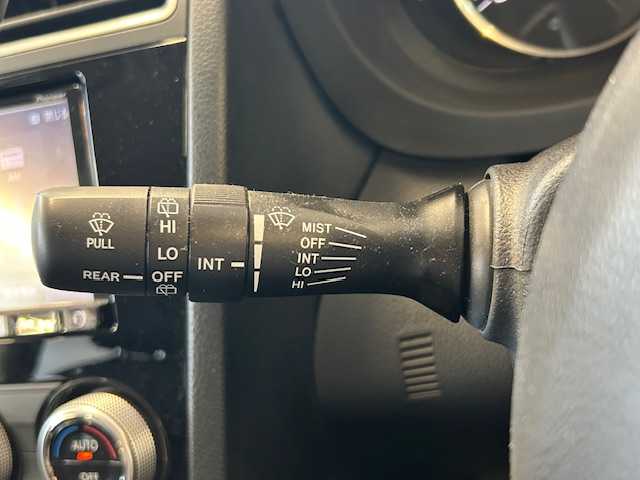 PULL
REAR
HI
LO
OFF
INT
MIST
OFF
INT
LO
HI
AUTO
OFF